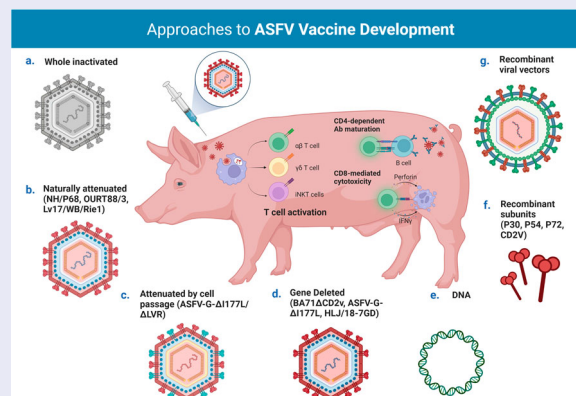 Approaches to ASFV Vaccine Development
a. Whole inactivated
b. Naturally attenuated
(NH/P68, OURT88/3,
Lv17/WB/Rie1)
c. Attenuated by cell
passage (ASFV-G-ΔI177L/
ΔLVR)
d. Gene Deleted
(BA71ΔCD2v, ASFV-G-
ΔI177L, HLJ/18-7GD)
e. DNA
f. Recombinant
subunits
(P30, P54, P72,
CD2V)
g. Recombinant
viral vectors
αβ T cell
γδ T cell
iNKT cells
T cell activation
CD4-dependent
Ab maturation
B cell
CD8-mediated
cytotoxicity
Perforin
IFNγ